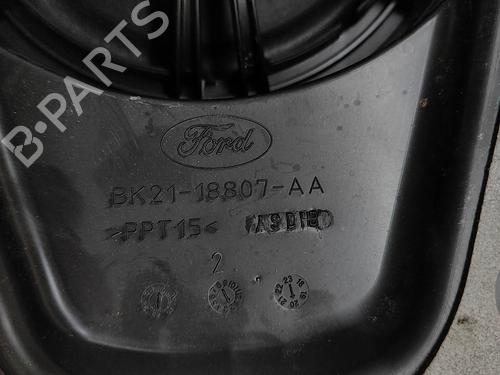 B-PARTS
Ford
BK21-18807-AA
>PPT15<
2